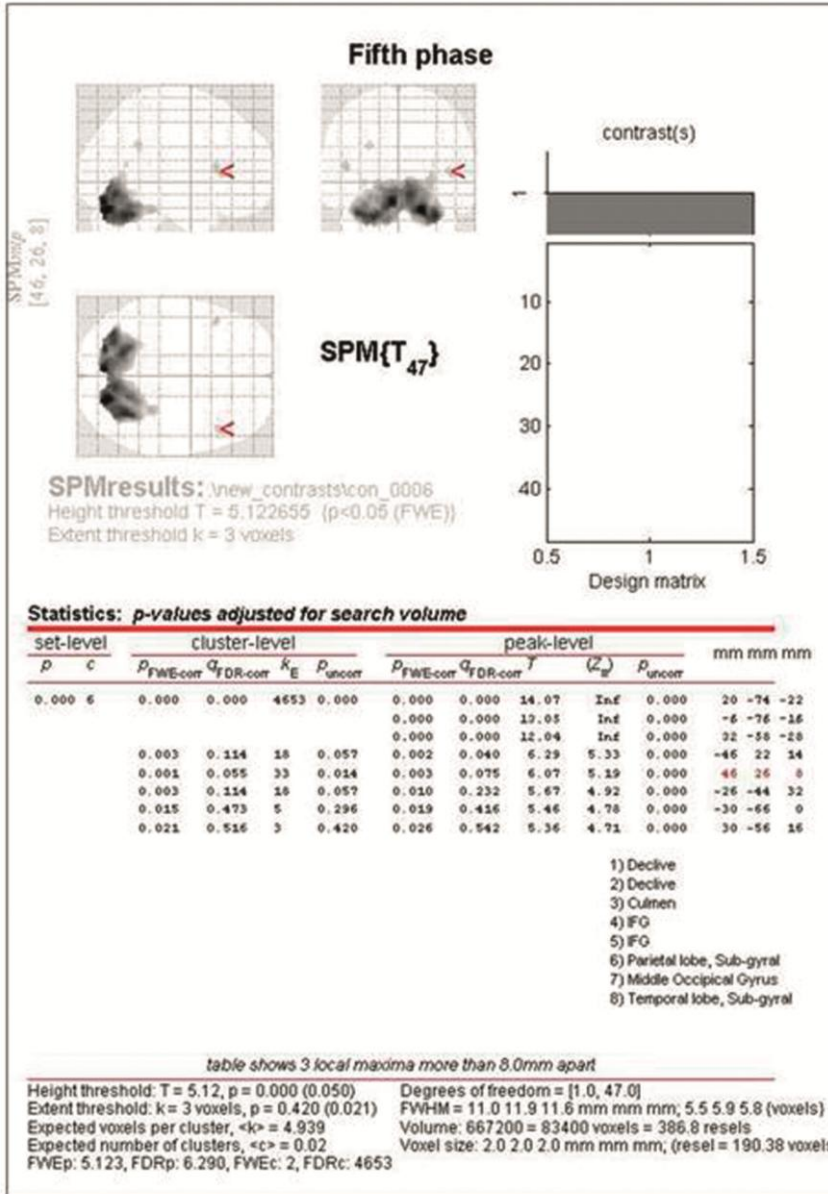 Fifth phase
contrast(s)
1
SPMmip
[46, 26, 8]
10
20
30
40
0.5 1 1.5
Design matrix
SPM{T47}
SPMresults: .\new_contrasts\con_0006
Height threshold T = 5.122655 {p<0.05 (FWE)}
Extent threshold k = 3 voxels
Statistics: p-values adjusted for search volume
set-level cluster-level peak-level mm mm mm
p c pFWE-corr qFDR-corr kE puncorr pFWE-corr qFDR-corr T (Z≡) puncorr
0.000 6 0.000 0.000 4653 0.000 0.000 0.000 14.07 Inf 0.000 20 -74 -22
0.000 0.000 13.05 Inf 0.000 -6 -76 -16
0.000 0.000 12.04 Inf 0.000 32 -58 -28
0.003 0.114 18 0.057 0.002 0.040 6.29 5.33 0.000 -46 22 14
0.001 0.055 33 0.014 0.003 0.075 6.07 5.19 0.000 46 26 8
0.003 0.114 18 0.057 0.010 0.232 5.67 4.92 0.000 -26 -44 32
0.015 0.473 5 0.296 0.019 0.416 5.46 4.78 0.000 -30 -66 0
0.021 0.516 3 0.420 0.026 0.542 5.36 4.71 0.000 30 -56 16
1) Declive
2) Declive
3) Culmen
4) IFG
5) IFG
6) Parietal lobe, Sub-gyral
7) Middle Occipical Gyrus
8) Temporal lobe, Sub-gyral
table shows 3 local maxima more than 8.0mm apart
Height threshold: T = 5.12, p = 0.000 (0.050) Degrees of freedom = [1.0, 47.0]
Extent threshold: k = 3 voxels, p = 0.420 (0.021) FWHM = 11.0 11.9 11.6 mm mm mm; 5.5 5.9 5.8 {voxels}
Expected voxels per cluster, <k> = 4.939 Volume: 667200 = 83400 voxels = 386.8 resels
Expected number of clusters, <c> = 0.02 Voxel size: 2.0 2.0 2.0 mm mm mm; (resel = 190.38 voxels
FWEp: 5.123, FDRp: 6.290, FWEc: 2, FDRc: 4653